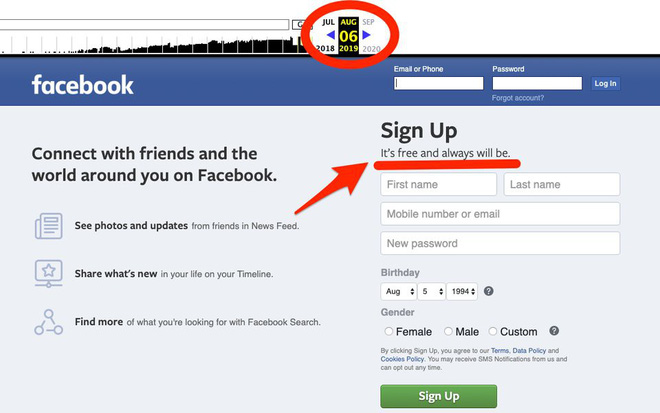 Go
JUL AUG SEP
06
2018 2019 2020
facebook
Email or Phone Password
Log In
Forgot account?
Connect with friends and the
world around you on Facebook.
See photos and updates from friends in News Feed.
Share what's new in your life on your Timeline.
Find more of what you're looking for with Facebook Search.
Sign Up
It's free and always will be.
First name Last name
Mobile number or email
New password
Birthday
Aug 5 1994 ?
Gender
Female Male Custom ?
By clicking Sign Up, you agree to our Terms, Data Policy and
Cookies Policy. You may receive SMS Notifications from us and
can opt out any time.
Sign Up